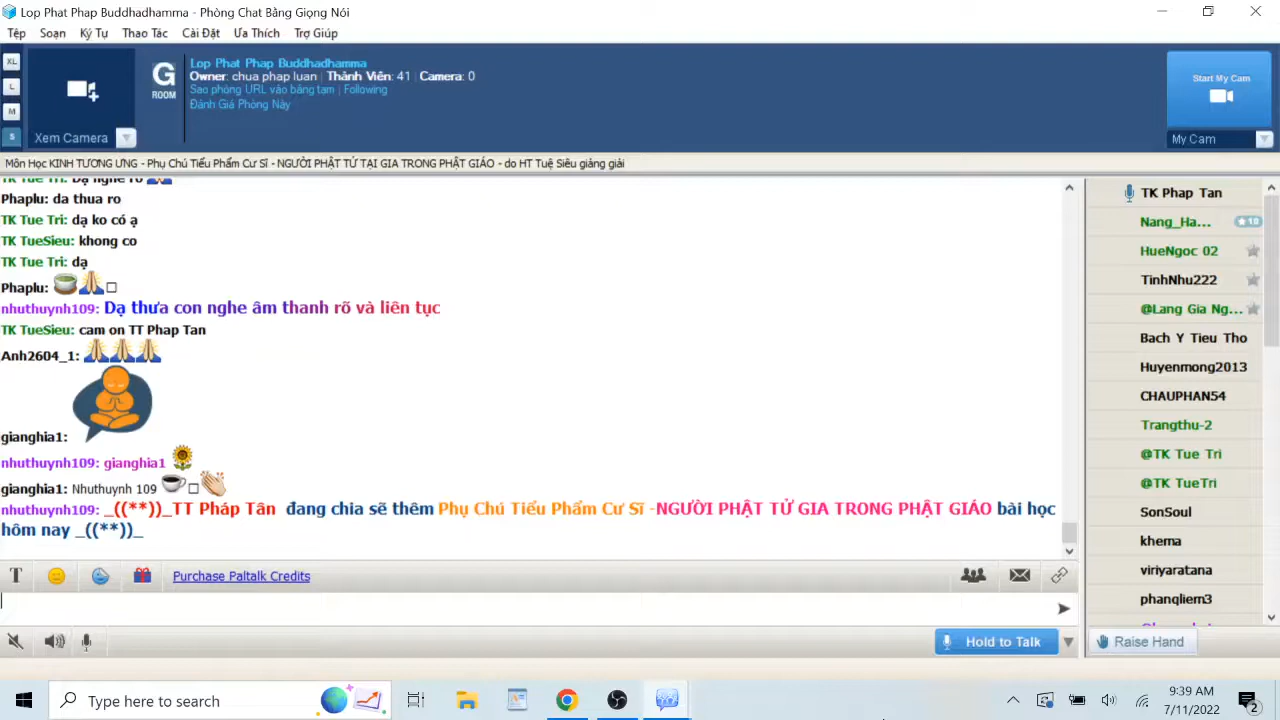 Lop Phat Phap Buddhadhamma - Phòng Chat Bằng Giọng Nói
Tệp Soạn Ký Tự Thao Tác Cài Đặt Ưa Thích Trợ Giúp
XL
L
M
S
Xem Camera
G
ROOM
Lop Phat Phap Buddhadhamma
Owner: chua phap luan | Thành Viên: 41 | Camera: 0
Sao phòng URL vào bảng tạm | Following
Đánh Giá Phòng Này
Start My Cam
My Cam
Môn Học KINH TƯƠNG ƯNG - Phụ Chú Tiểu Phẩm Cư Sĩ - NGƯỜI PHẬT TỬ TẠI GIA TRONG PHẬT GIÁO - do HT Tuệ Siêu giảng giải
TK Tue Tri: Dạ nghe rõ
Phaplu: da thua ro
TK Tue Tri: dạ ko có ạ
TK TueSieu: khong co
TK Tue Tri: dạ
Phaplu:
nhuthuynh109: Dạ thưa con nghe âm thanh rõ và liên tục
TK TueSieu: cam on TT Phap Tan
Anh2604_1:
gianghia1:
nhuthuynh109: gianghia1
gianghia1: Nhuthuynh 109
nhuthuynh109: _((**))_TT Pháp Tân đang chia sẽ thêm Phụ Chú Tiểu Phẩm Cư Sĩ -NGƯỜI PHẬT TỬ GIA TRONG PHẬT GIÁO bài học
hôm nay _((**))_
TK Phap Tan
Nang_Ha... 18
HueNgoc 02
TinhNhu222
@Lang Gia Ng...
Bach Y Tieu Tho
Huyenmong2013
CHAUPHAN54
Trangthu-2
@TK Tue Tri
@TK TueTri
SonSoul
khema
viriyaratana
phanqliem3
T
Purchase Paltalk Credits
Hold to Talk
Raise Hand
Type here to search
9:39 AM
7/11/2022
2